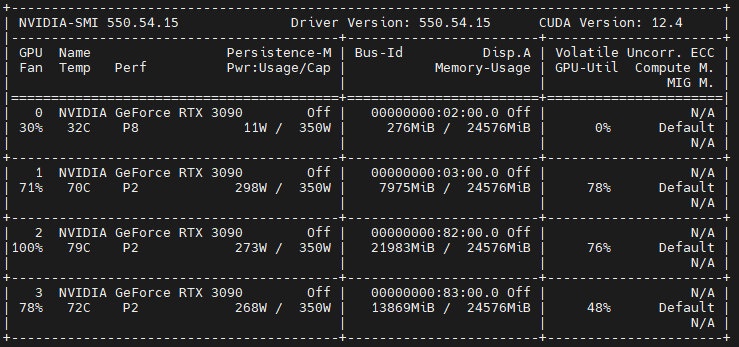 NVIDIA-SMI 550.54.15 Driver Version: 550.54.15 CUDA Version: 12.4
GPU Name Persistence-M | Bus-Id Disp.A | Volatile Uncorr. ECC
Fan Temp Perf Pwr:Usage/Cap | Memory-Usage | GPU-Util Compute M.
MIG M.
0 NVIDIA GeForce RTX 3090 Off | 00000000:02:00.0 Off | N/A
30% 32C P8 11W / 350W | 276MiB / 24576MiB | 0% Default
N/A
1 NVIDIA GeForce RTX 3090 Off | 00000000:03:00.0 Off | N/A
71% 70C P2 298W / 350W | 7975MiB / 24576MiB | 78% Default
N/A
2 NVIDIA GeForce RTX 3090 Off | 00000000:82:00.0 Off | N/A
100% 79C P2 273W / 350W | 21983MiB / 24576MiB | 76% Default
N/A
3 NVIDIA GeForce RTX 3090 Off | 00000000:83:00.0 Off | N/A
78% 72C P2 268W / 350W | 13869MiB / 24576MiB | 48% Default
N/A